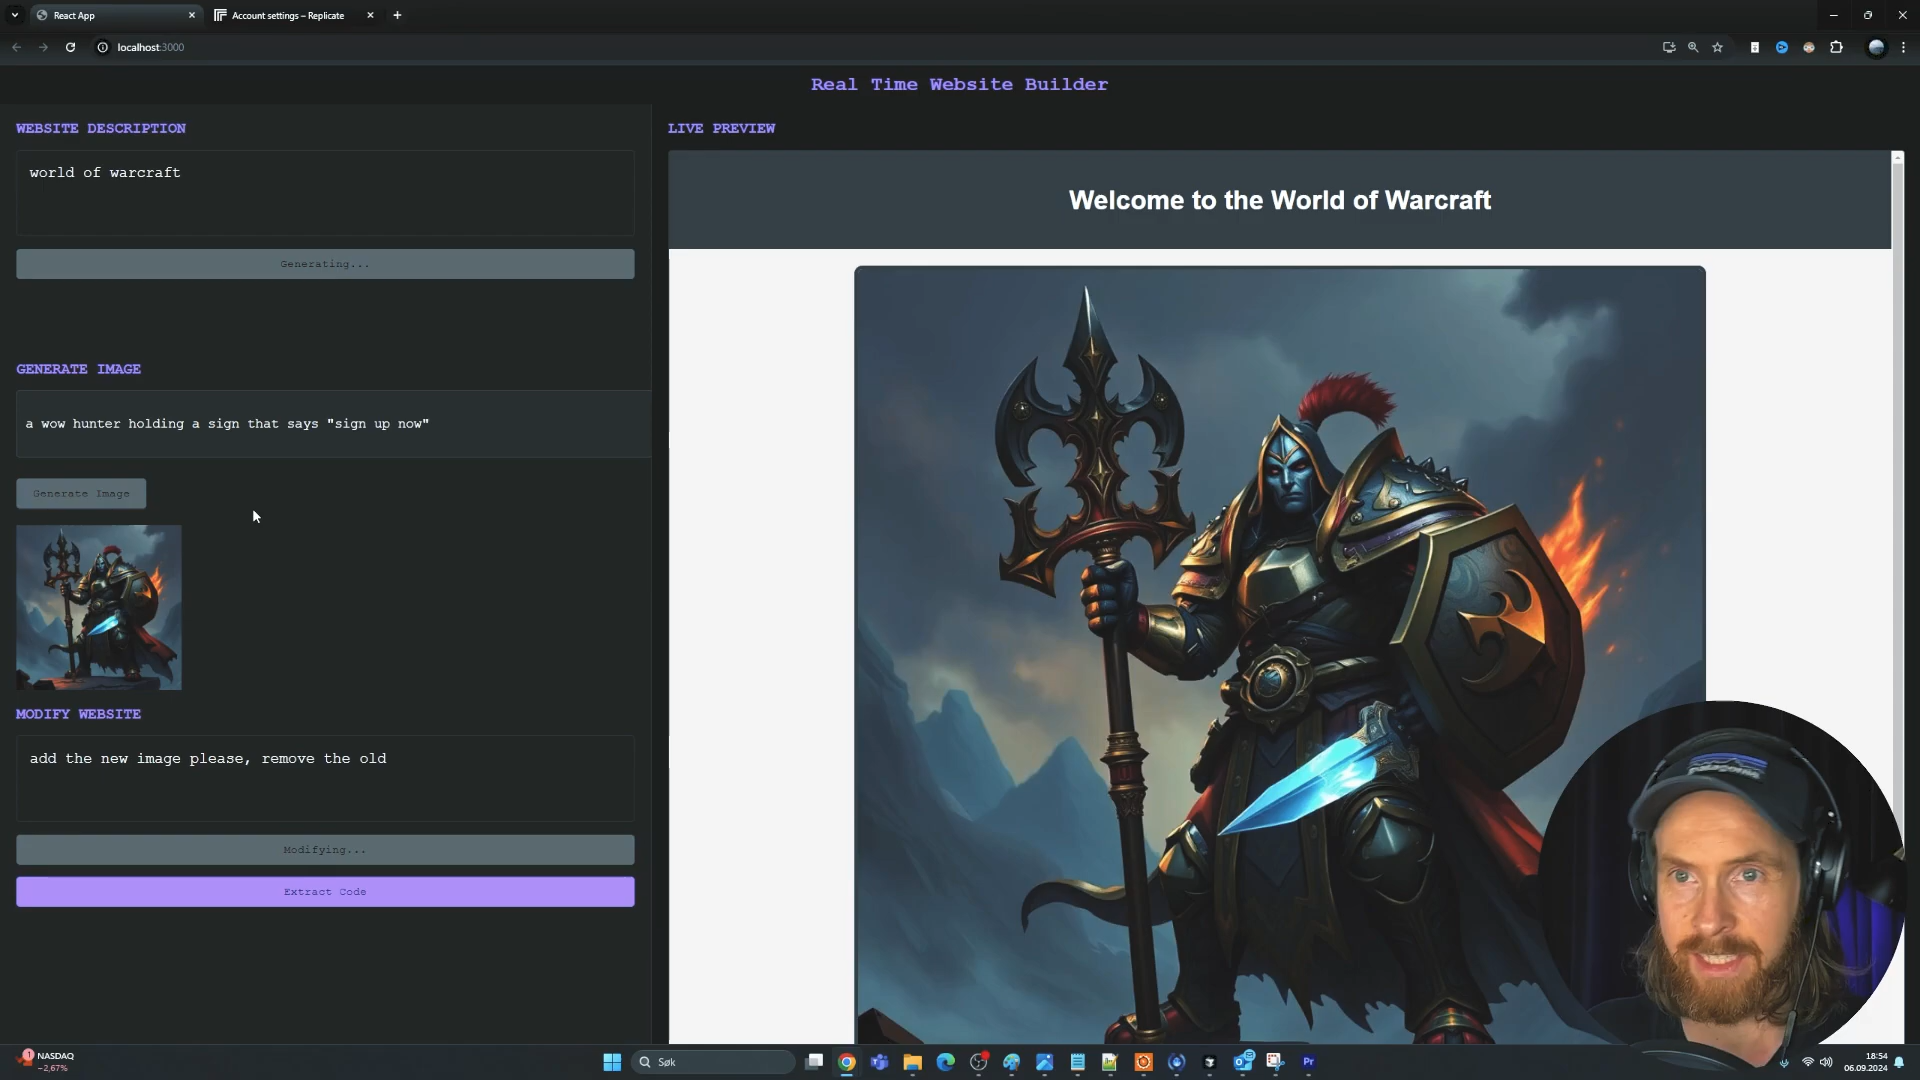 React App
Account settings – Replicate
localhost:3000
Real Time Website Builder
WEBSITE DESCRIPTION
world of warcraft
Generating...
GENERATE IMAGE
a wow hunter holding a sign that says "sign up now"
Generate Image
MODIFY WEBSITE
add the new image please, remove the old
Modifying...
Extract Code
LIVE PREVIEW
Welcome to the World of Warcraft
1
NASDAQ
-2,67%
Søk
Pr
18:54
06.09.2024